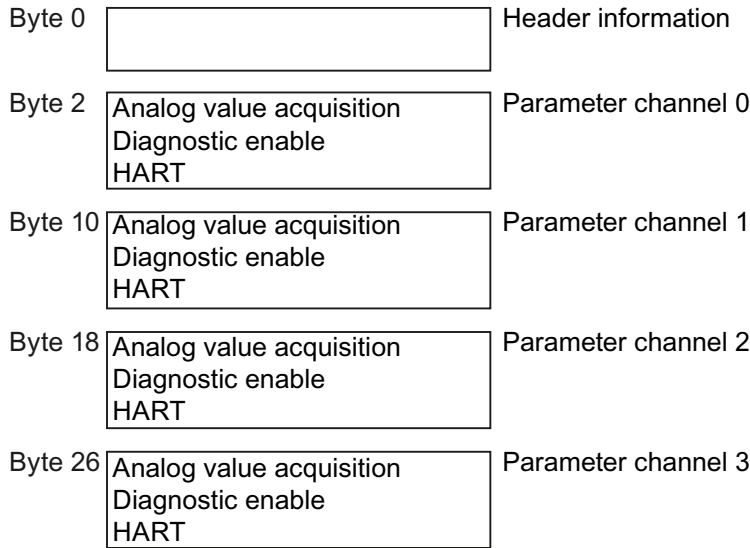 Byte 0 Header information
Byte 2 Analog value acquisition Parameter channel 0
Diagnostic enable
HART
Byte 10 Analog value acquisition Parameter channel 1
Diagnostic enable
HART
Byte 18 Analog value acquisition Parameter channel 2
Diagnostic enable
HART
Byte 26 Analog value acquisition Parameter channel 3
Diagnostic enable
HART